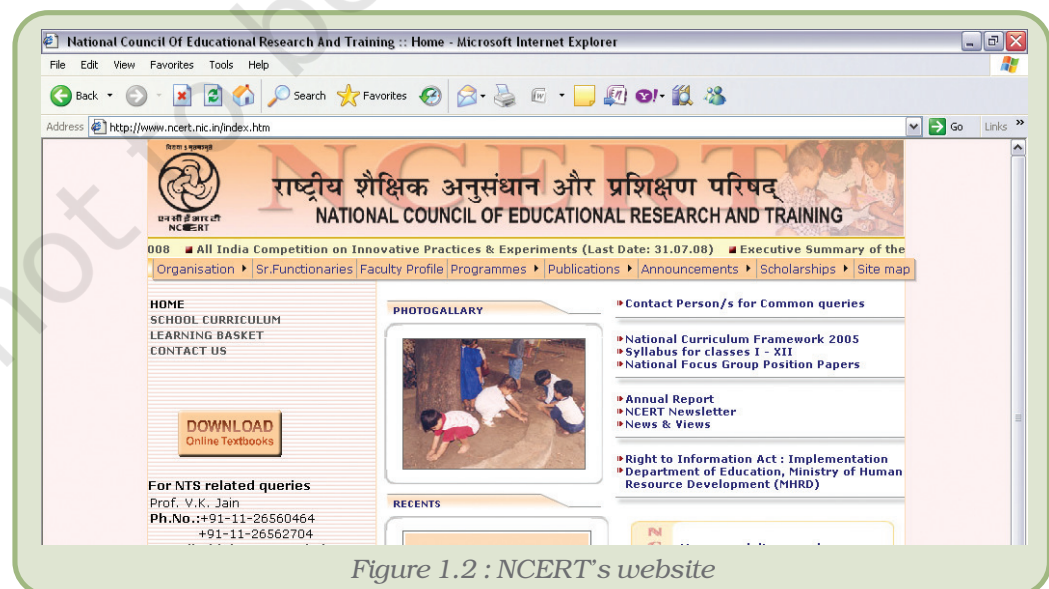 National Council Of Educational Research And Training :: Home - Microsoft Internet Explorer
File Edit View Favorites Tools Help
Back Search Favorites
Address http://www.ncert.nic.in/index.htm Go Links »
NCERT
राष्ट्रीय शैक्षिक अनुसंधान और प्रशिक्षण परिषद्
NATIONAL COUNCIL OF EDUCATIONAL RESEARCH AND TRAINING
एन सी ई आर टी
NCERT
008 All India Competition on Innovative Practices & Experiments (Last Date: 31.07.08) Executive Summary of the
Organisation Sr.Functionaries Faculty Profile Programmes Publications Announcements Scholarships Site map
HOME
SCHOOL CURRICULUM
LEARNING BASKET
CONTACT US
DOWNLOAD
Online Textbooks
For NTS related queries
Prof. V.K. Jain
Ph.No.:+91-11-26560464
+91-11-26562704
PHOTOGALLARY
RECENTS
Contact Person/s for Common queries
National Curriculum Framework 2005
Syllabus for classes I - XII
National Focus Group Position Papers
Annual Report
NCERT Newsletter
News & Views
Right to Information Act : Implementation
Department of Education, Ministry of Human
Resource Development (MHRD)
Figure 1.2 : NCERT's website
not to be